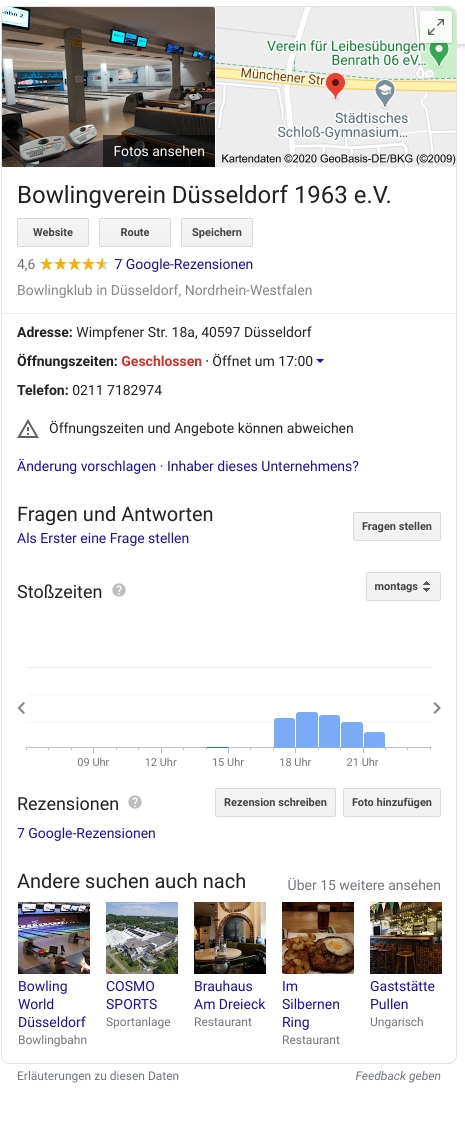 ahn 2
Verein für Leibesübungen
Benrath 06 eV...
Münchener Str
Städtisches
Schloß-Gymnasium...
Fotos ansehen
Kartendaten ©2020 GeoBasis-DE/BKG (©2009)
Bowlingverein Düsseldorf 1963 e.V.
Website Route Speichern
4,6 7 Google-Rezensionen
Bowlingklub in Düsseldorf, Nordrhein-Westfalen
Adresse: Wimpfener Str. 18a, 40597 Düsseldorf
Öffnungszeiten: Geschlossen · Öffnet um 17:00
Telefon: 0211 7182974
Öffnungszeiten und Angebote können abweichen
Änderung vorschlagen · Inhaber dieses Unternehmens?
Fragen und Antworten
Fragen stellen
Als Erster eine Frage stellen
Stoßzeiten ?
montags
09 Uhr 12 Uhr 15 Uhr 18 Uhr 21 Uhr
Rezensionen ? Rezension schreiben Foto hinzufügen
7 Google-Rezensionen
Andere suchen auch nach Über 15 weitere ansehen
Bowling World Düsseldorf
Bowlingbahn
COSMO SPORTS
Sportanlage
Brauhaus Am Dreieck
Restaurant
Im Silbernen Ring
Restaurant
Gaststätte Pullen
Ungarisch
Erläuterungen zu diesen Daten Feedback geben